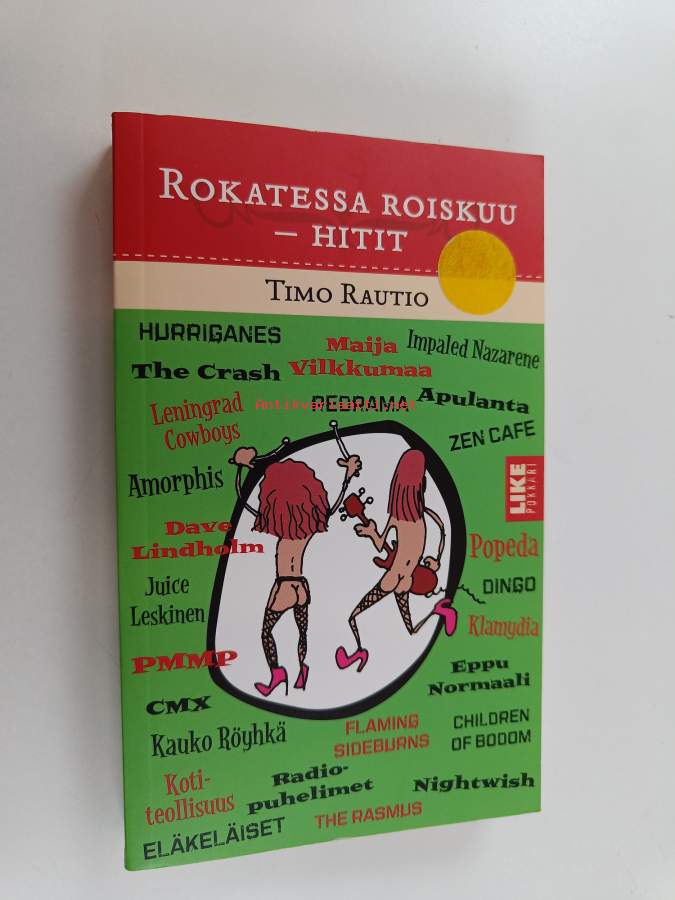 ROKATESSA ROISKUU
– HITIT
TIMO RAUTIO
HURRIGANES
Maija
Vilkkumaa
Impaled Nazarene
The Crash
Leningrad
Cowboys
Antikvariaatti.net
Apulanta
ZEN CAFE
Amorphis
LIKE
POKKARI
Dave
Lindholm
Popeda
Juice
Leskinen
DINGO
Klamydia
PMMP
Eppu
Normaali
CMX
Kauko Röyhkä
FLAMING
SIDEBURNS
CHILDREN
OF BODOM
Koti-
teollisuus
Radio-
puhelimet
Nightwish
ELÄKELÄISET
THE RASMUS